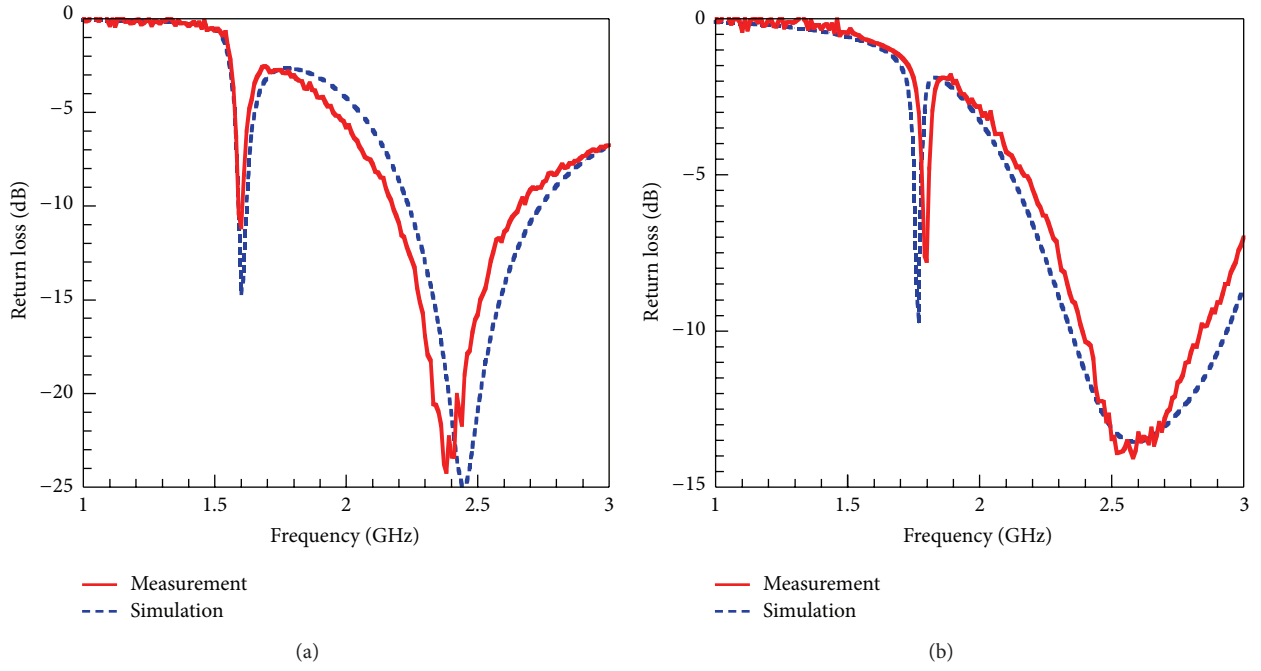 0
−5
−10
−15
−20
−25
1
1.5
2
2.5
3
Return loss (dB)
Frequency (GHz)
Measurement
Simulation
(a)
0
−5
−10
−15
1
1.5
2
2.5
3
Return loss (dB)
Frequency (GHz)
Measurement
Simulation
(b)